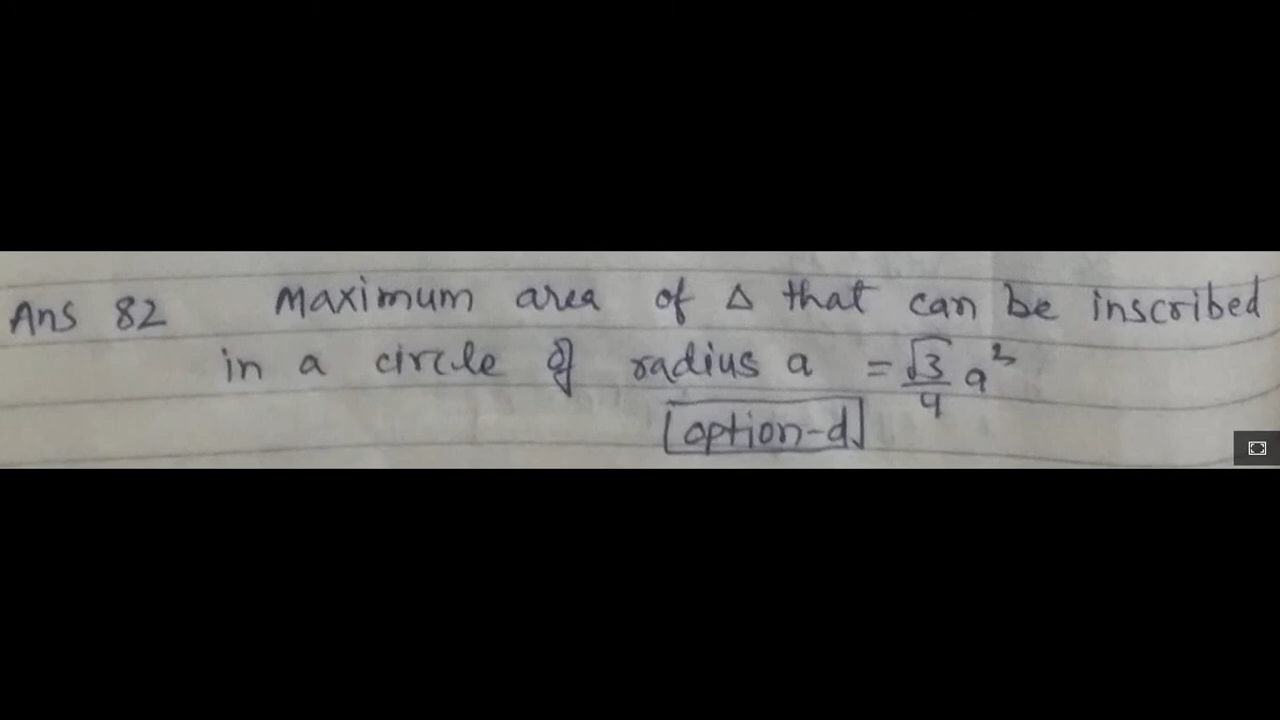 Ans 82 Maximum area of Δ that can be inscribed
in a circle of radius a = √3/4 a²
option-d